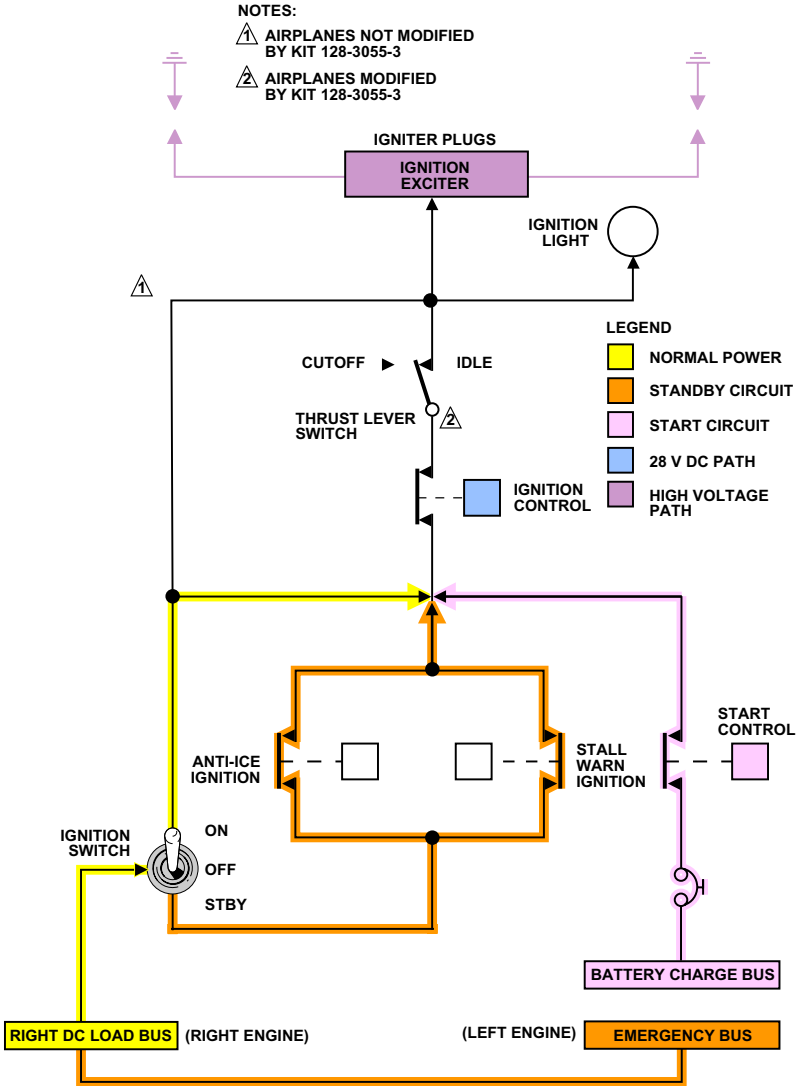 NOTES:
1 AIRPLANES NOT MODIFIED
BY KIT 128-3055-3
2 AIRPLANES MODIFIED
BY KIT 128-3055-3
IGNITER PLUGS
IGNITION
EXCITER
IGNITION
LIGHT
1
LEGEND
NORMAL POWER
STANDBY CIRCUIT
START CIRCUIT
28 V DC PATH
HIGH VOLTAGE
PATH
CUTOFF
IDLE
THRUST LEVER
SWITCH
2
IGNITION
CONTROL
ANTI-ICE
IGNITION
STALL
WARN
IGNITION
START
CONTROL
IGNITION
SWITCH
ON
OFF
STBY
BATTERY CHARGE BUS
RIGHT DC LOAD BUS
(RIGHT ENGINE)
(LEFT ENGINE)
EMERGENCY BUS